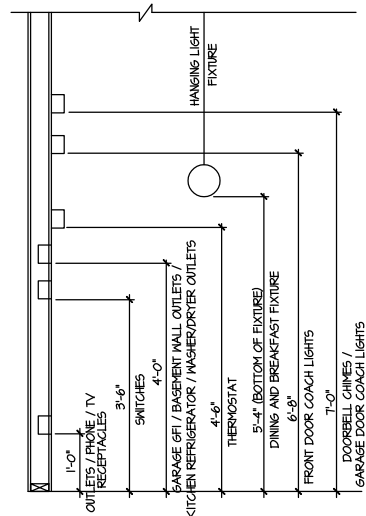 HANGING LIGHT
FIXTURE
1'-0"
OUTLETS / PHONE / TV
RECEPTACLES
3'-6"
SWITCHES
4'-0"
GARAGE GFI / BASEMENT WALL OUTLETS /
KITCHEN REFRIGERATOR / WASHER/DRYER OUTLETS
4'-6"
THERMOSTAT
5'-4" (BOTTOM OF FIXTURE)
DINING AND BREAKFAST FIXTURE
6'-8"
FRONT DOOR COACH LIGHTS
7'-0"
DOORBELL CHIMES /
GARAGE DOOR COACH LIGHTS